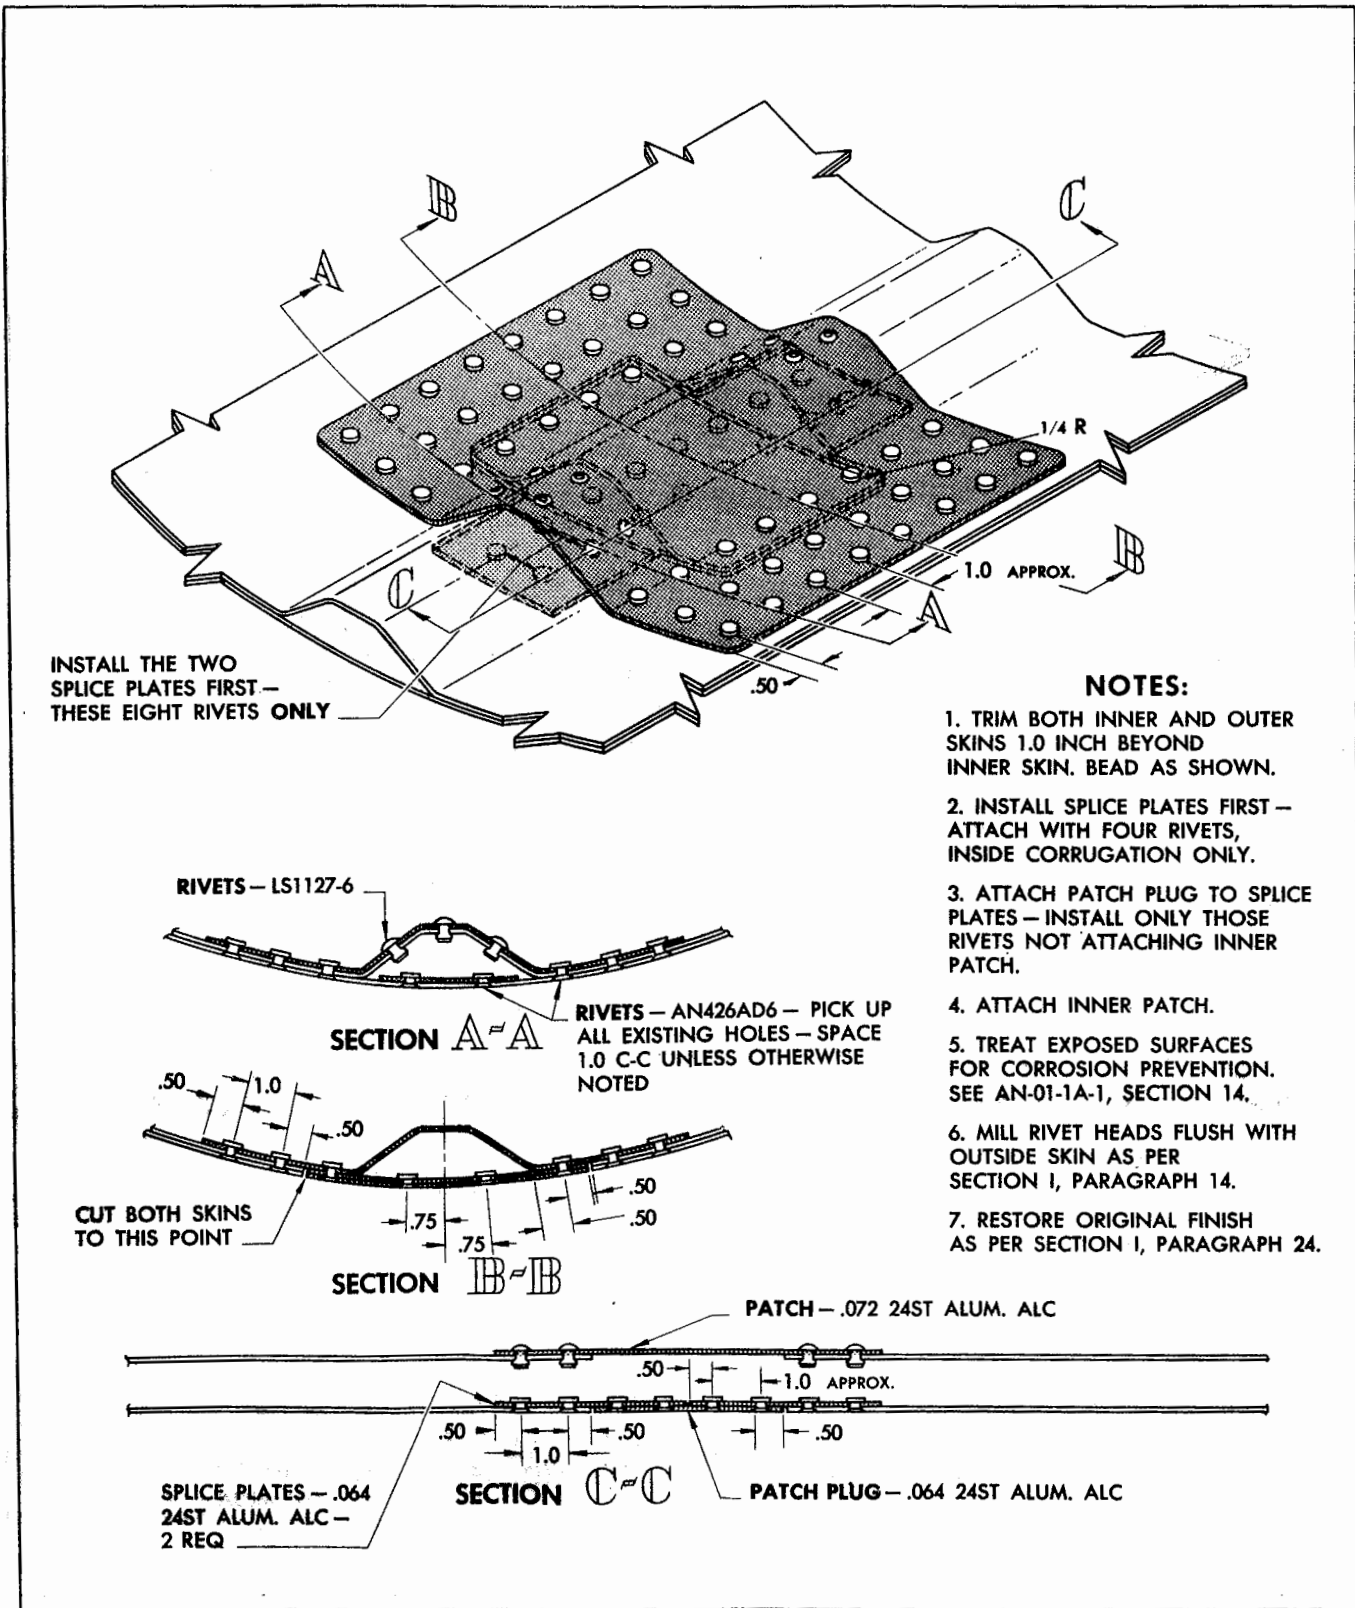 B
C
A
1/4 R
B
1.0 APPROX.
C
A
INSTALL THE TWO
SPLICE PLATES FIRST–
THESE EIGHT RIVETS ONLY
.50
NOTES:
1. TRIM BOTH INNER AND OUTER
SKINS 1.0 INCH BEYOND
INNER SKIN. BEAD AS SHOWN.
2. INSTALL SPLICE PLATES FIRST –
ATTACH WITH FOUR RIVETS,
INSIDE CORRUGATION ONLY.
3. ATTACH PATCH PLUG TO SPLICE
PLATES – INSTALL ONLY THOSE
RIVETS NOT ATTACHING INNER
PATCH.
4. ATTACH INNER PATCH.
5. TREAT EXPOSED SURFACES
FOR CORROSION PREVENTION.
SEE AN-01-1A-1, SECTION 14.
6. MILL RIVET HEADS FLUSH WITH
OUTSIDE SKIN AS PER
SECTION I, PARAGRAPH 14.
7. RESTORE ORIGINAL FINISH
AS PER SECTION I, PARAGRAPH 24.
RIVETS – LS1127-6
RIVETS – AN426AD6 – PICK UP
ALL EXISTING HOLES – SPACE
1.0 C-C UNLESS OTHERWISE
NOTED
SECTION A-A
.50
1.0
.50
.50
.50
.75
.75
CUT BOTH SKINS
TO THIS POINT
SECTION B-B
PATCH – .072 24ST ALUM. ALC
.50
1.0 APPROX.
.50
1.0
.50
.50
SECTION C-C
SPLICE PLATES – .064
24ST ALUM. ALC –
2 REQ
PATCH PLUG – .064 24ST ALUM. ALC